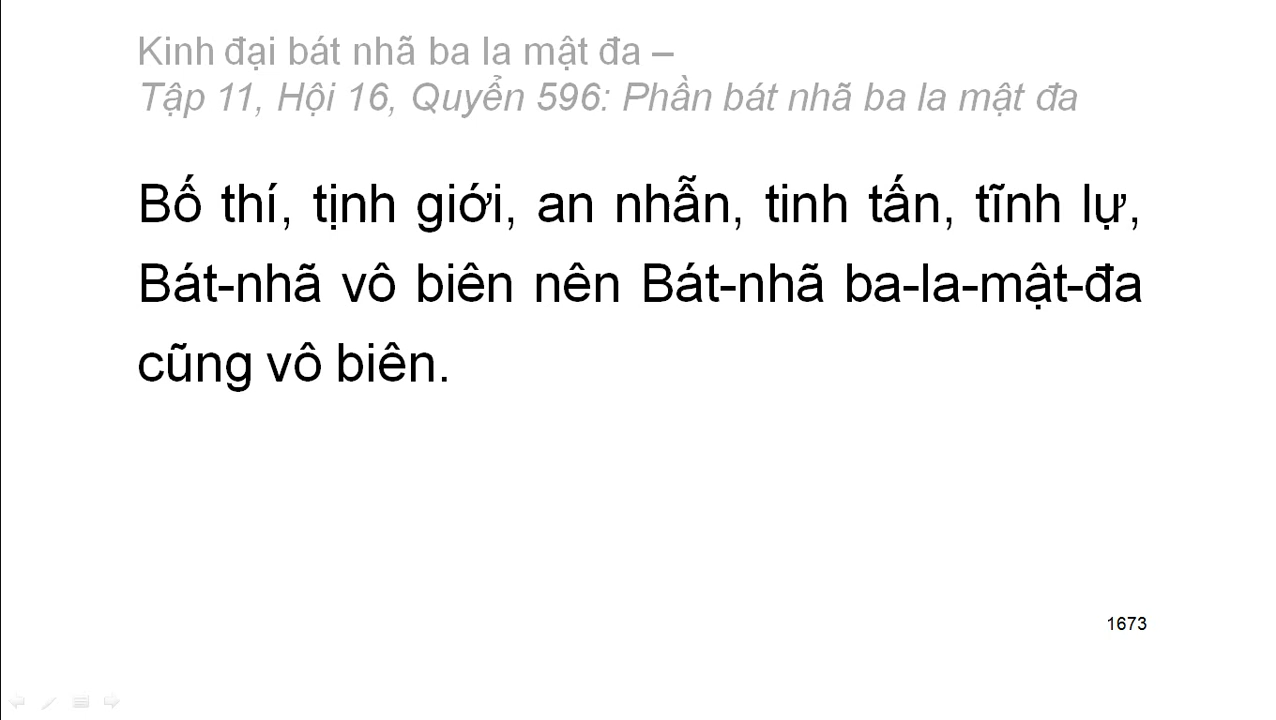 Kinh đại bát nhã ba la mật đa –
Tập 11, Hội 16, Quyển 596: Phần bát nhã ba la mật đa
Bố thí, tịnh giới, an nhẫn, tinh tấn, tĩnh lự,
Bát-nhã vô biên nên Bát-nhã ba-la-mật-đa
cũng vô biên.
1673